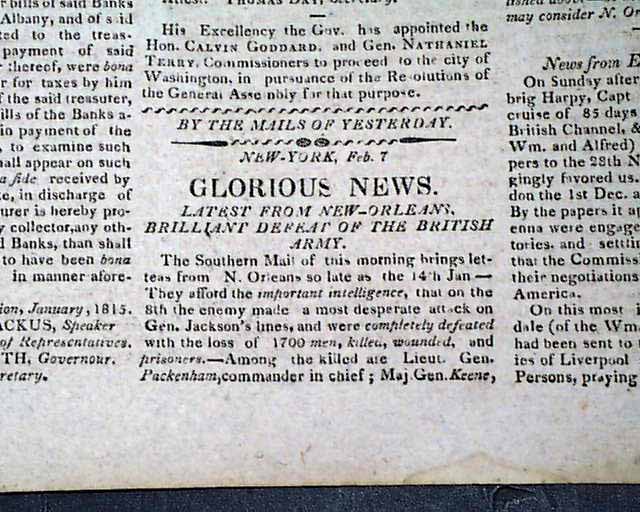 r bills of said Banks
Albany, and of said
ted to the treas-
payment of said
thereof, were bona
r for taxes by him
f the said treasurer,
ills of the Banks a-
in payment of the
, to examine such
hall appear on such
a fide received by
e, in discharge of
urer is hereby pro-
y collector, any oth-
d Banks, than shall
to have been bona
in manner afore-
ion, January, 1815.
ACKUS, Speaker
of Representatives.
TH, Governour.
retary.
THOMAS DAY, Secretary.
His Excellency the Gov. has appointed the
Hon. CALVIN GODDARD, and Gen. NATHANIEL
TERRY, Commissioners to proceed to the city of
Washington, in pursuance of the Resolutions of
the General Assembly for that purpose.
BY THE MAILS OF YESTERDAY.
NEW-YORK, Feb. 7
GLORIOUS NEWS.
LATEST FROM NEW-ORLEANS.
BRILLIANT DEFEAT OF THE BRITISH
ARMY.
The Southern Mail of this morning brings let-
teas from N. Orleans so late as the 14th Jan—
They afford the important intelligence, that on the
8th the enemy made a most desperate attack on
Gen. Jackson's lines, and were completely defeated
with the loss of 1700 men, killed, wounded, and
prisoners.—Among the killed are Lieut. Gen.
Packenham, commander in chief; Maj. Gen. Keene,
may consider N. Or
News from E
On Sunday after
brig Harpy, Capt
cruise of 85 days
British Channel, &
Wm. and Alfred)
pers to the 28th N
gingly favored us.
don the 1st Dec. a
By the papers it a
enna were engage
tories. and settin
that the Commiss
their negotiations
America.
On this most i
dale (of the Wm.
had been sent to
ies of Liverpool
Persons, praying